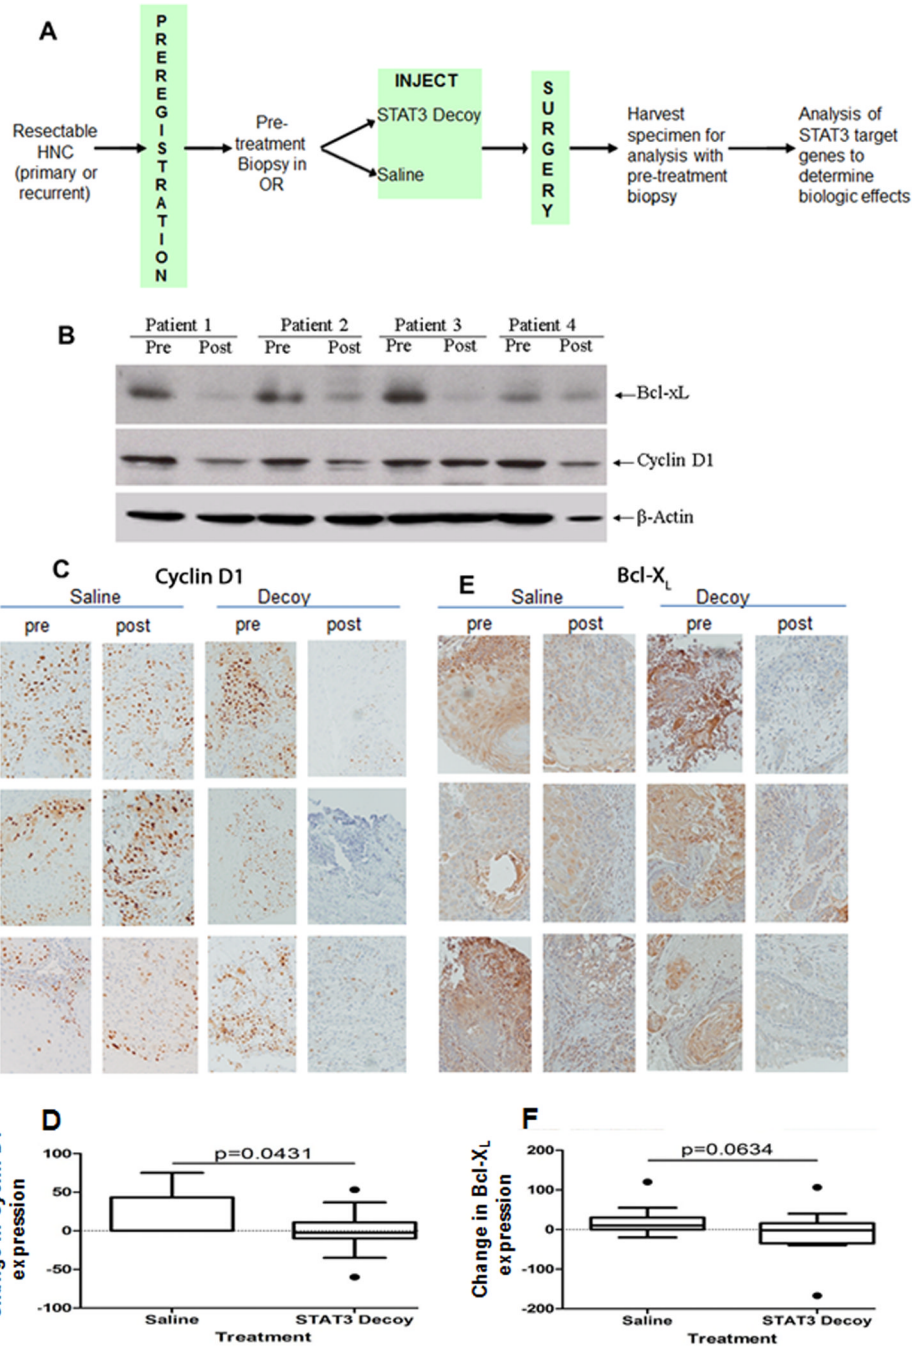 A
PREREGISTRATION
Resectable
HNC
(primary or
recurrent)
Pre-
treatment
Biopsy in
OR
INJECT
STAT3 Decoy
Saline
SURGERY
Harvest
specimen for
analysis with
pre-treatment
biopsy
Analysis of
STAT3 target
genes to
determine
biologic effects
B
Patient 1 Patient 2 Patient 3 Patient 4
Pre Post Pre Post Pre Post Pre Post
Bcl-xL
Cyclin D1
β-Actin
C
Cyclin D1
Saline Decoy
pre post pre post
E
Bcl-XL
Saline Decoy
pre post pre post
D
expression
100
50
0
-50
-100
p=0.0431
Saline STAT3 Decoy
Treatment
F
Change in Bcl-XL
expression
200
100
0
-100
-200
p=0.0634
Saline STAT3 Decoy
Treatment